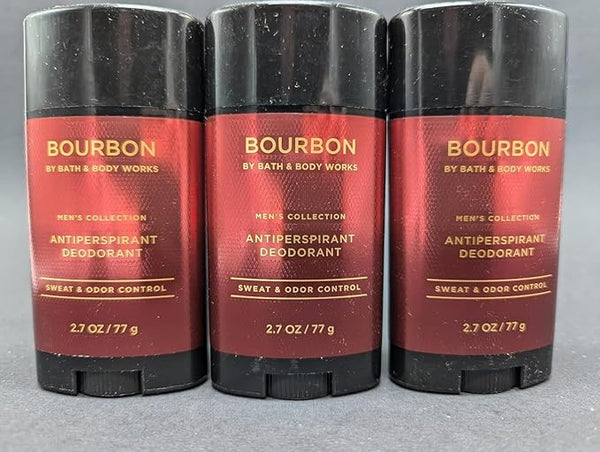 BOURBON
BY BATH & BODY WORKS
MEN'S COLLECTION
ANTIPERSPIRANT
DEODORANT
SWEAT & ODOR CONTROL
2.7 OZ / 77 g
BOURBON
BY BATH & BODY WORKS
MEN'S COLLECTION
ANTIPERSPIRANT
DEODORANT
SWEAT & ODOR CONTROL
2.7 OZ / 77 g
BOURBON
BY BATH & BODY WORKS
MEN'S COLLECTION
ANTIPERSPIRANT
DEODORANT
SWEAT & ODOR CONTROL
2.7 OZ / 77 g